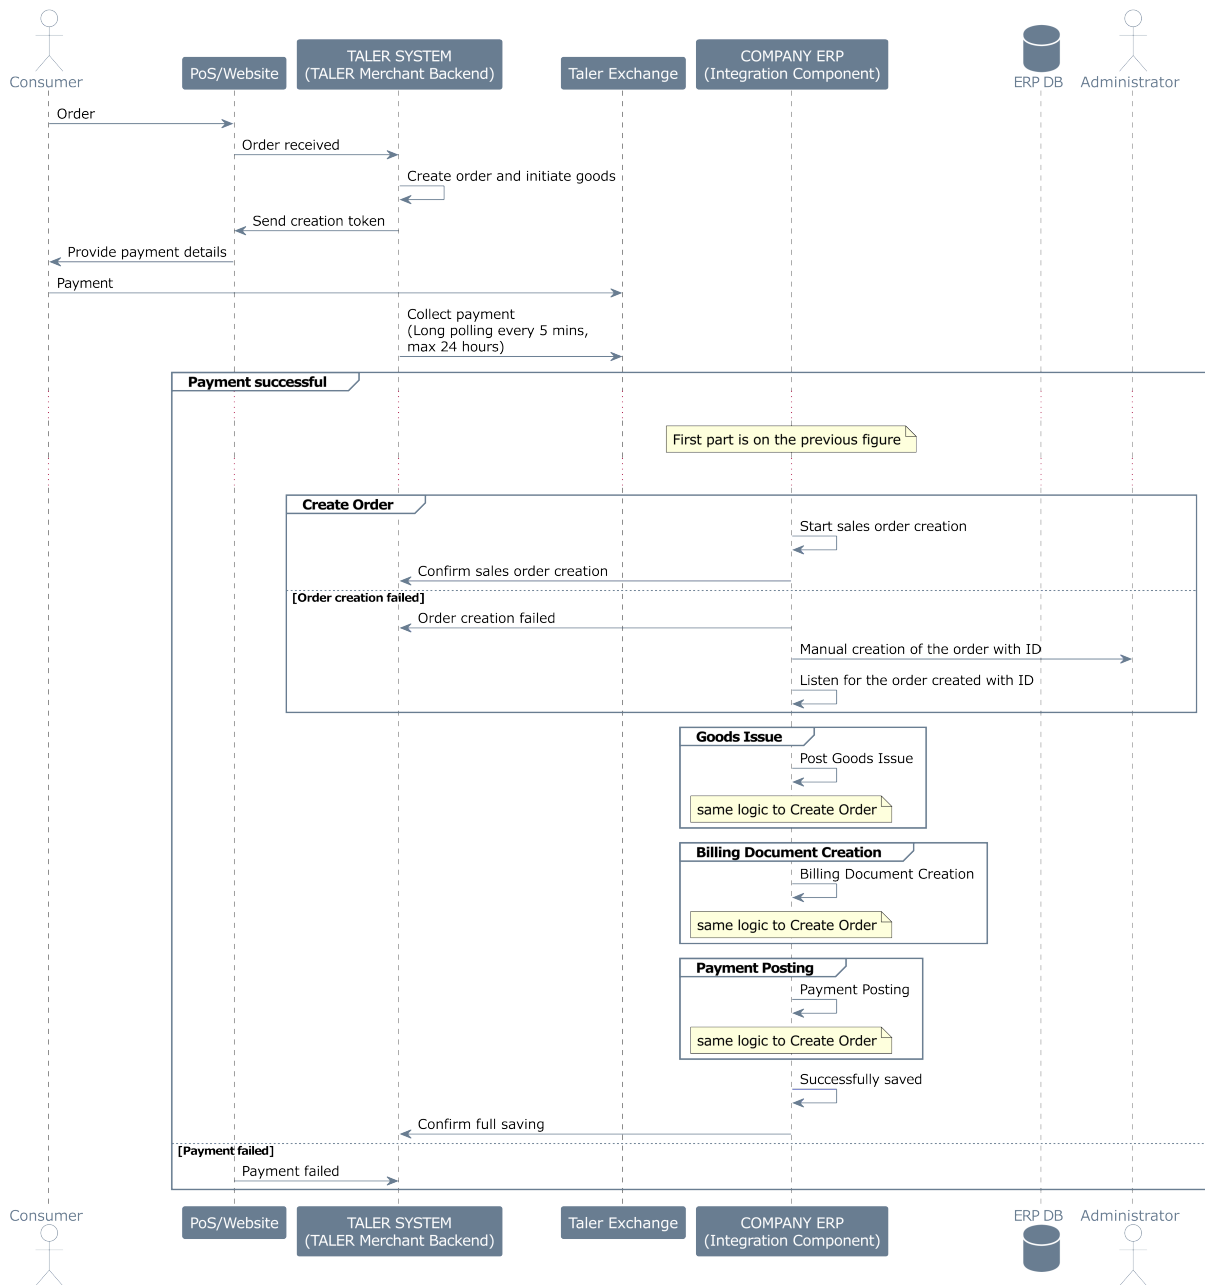 TALER SYSTEM
COMPANY ERP
Consumer
PoS/Website
(TALER Merchant Backend)
Taler Exchange
(Integration Component)
ERP DB
Administrator
Order
Order received
Create order and initiate goods
Send creation token
Provide payment details
Payment
Collect payment
(Long polling every 5 mins,
max 24 hours)
Payment successful
First part is on the previous figure
Create Order
Start sales order creation
Confirm sales order creation
[Order creation failed]
Order creation failed
Manual creation of the order with ID
Listen for the order created with ID
Goods Issue
Post Goods Issue
same logic to Create Order
Billing Document Creation
Billing Document Creation
same logic to Create Order
Payment Posting
Payment Posting
same logic to Create Order
Successfully saved
Confirm full saving
[Payment failed]
Payment failed
Consumer
PoS/Website
TALER SYSTEM
(TALER Merchant Backend)
Taler Exchange
COMPANY ERP
(Integration Component)
ERP DB
Administrator